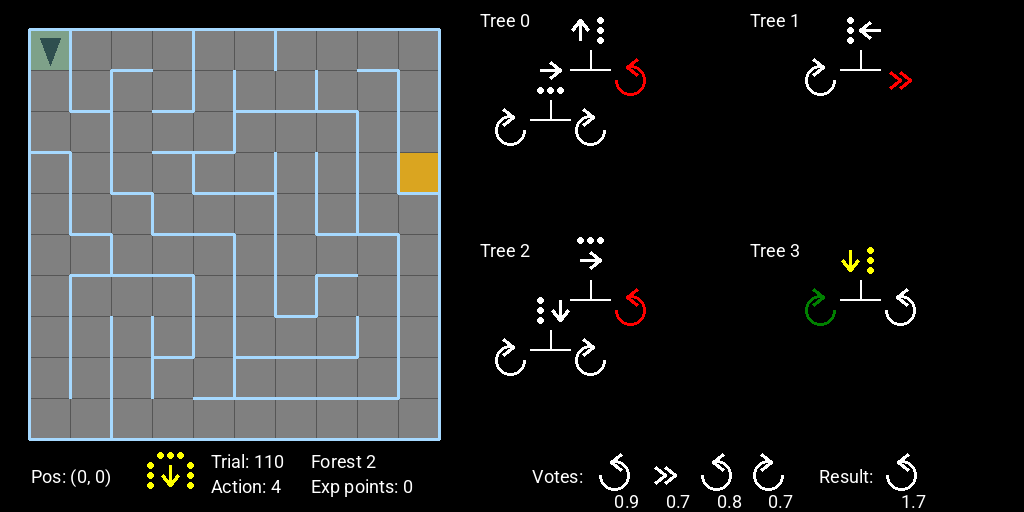 Tree 0
Tree 1
Tree 2
Tree 3
Pos: (0, 0)
Trial: 110
Forest 2
Action: 4
Exp points: 0
Votes:
0.9
0.7
0.8
0.7
Result:
1.7